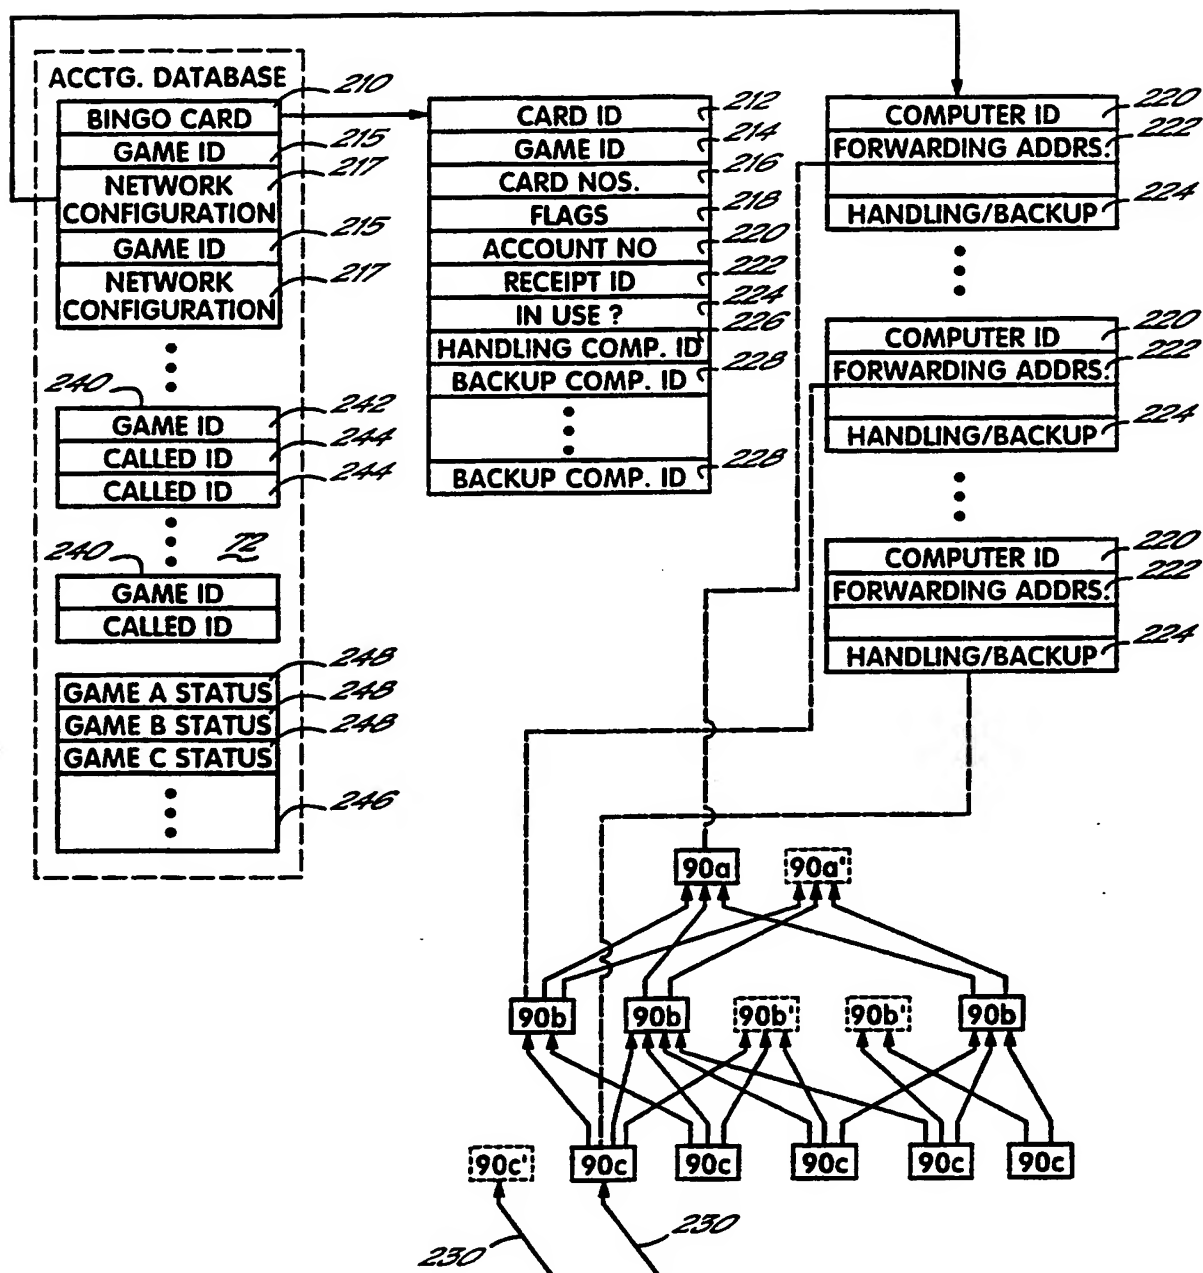 ACCTG. DATABASE
210
BINGO CARD
215
GAME ID
217
NETWORK
CONFIGURATION
215
GAME ID
217
NETWORK
CONFIGURATION
240
242
GAME ID
244
CALLED ID
244
CALLED ID
72
240
GAME ID
CALLED ID
248
GAME A STATUS
248
GAME B STATUS
248
GAME C STATUS
246
CARD ID 212
GAME ID 214
CARD NOS. 216
FLAGS 218
ACCOUNT NO 220
RECEIPT ID 222
IN USE ? 224
HANDLING COMP. ID 226
BACKUP COMP. ID 228
BACKUP COMP. ID 228
COMPUTER ID 220
FORWARDING ADDRS. 222
HANDLING/BACKUP 224
COMPUTER ID 220
FORWARDING ADDRS. 222
HANDLING/BACKUP 224
COMPUTER ID 220
FORWARDING ADDRS. 222
HANDLING/BACKUP 224
90a 90a'
90b 90b 90b' 90b' 90b
90c' 90c 90c 90c 90c 90c
230 230